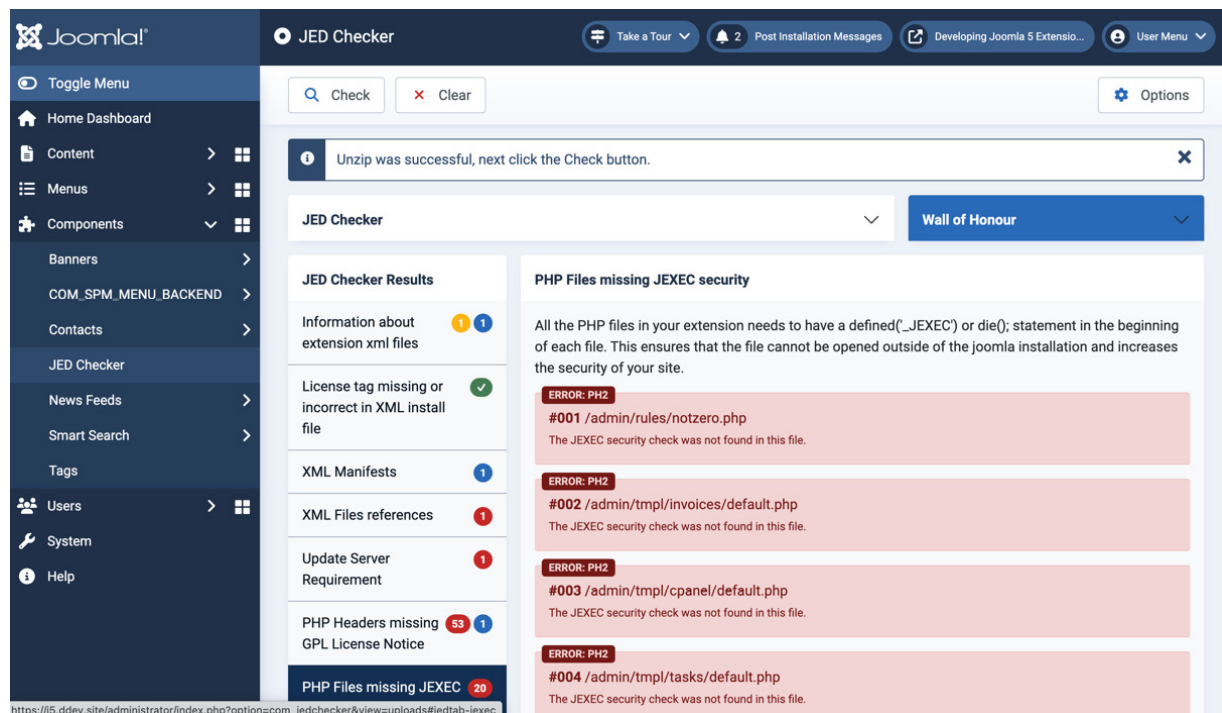 Joomla!
JED Checker
Take a Tour
2 Post Installation Messages
Developing Joomla 5 Extensio...
User Menu
Toggle Menu
Home Dashboard
Content
Menus
Components
Banners
COM_SPM_MENU_BACKEND
Contacts
JED Checker
News Feeds
Smart Search
Tags
Users
System
Help
Check
Clear
Options
Unzip was successful, next click the Check button.
JED Checker
Wall of Honour
JED Checker Results
Information about 1 1
extension xml files
License tag missing or
incorrect in XML install
file
XML Manifests 1
XML Files references 1
Update Server 1
Requirement
PHP Headers missing 53 1
GPL License Notice
PHP Files missing JEXEC 20
PHP Files missing JEXEC security
All the PHP files in your extension needs to have a defined('_JEXEC') or die(); statement in the beginning
of each file. This ensures that the file cannot be opened outside of the joomla installation and increases
the security of your site.
ERROR: PH2
#001 /admin/rules/notzero.php
The JEXEC security check was not found in this file.
ERROR: PH2
#002 /admin/tmpl/invoices/default.php
The JEXEC security check was not found in this file.
ERROR: PH2
#003 /admin/tmpl/cpanel/default.php
The JEXEC security check was not found in this file.
ERROR: PH2
#004 /admin/tmpl/tasks/default.php
The JEXEC security check was not found in this file.
https://j5.ddev.site/administrator/index.php?option=com_jedchecker&view=uploads#jedtab-jexec